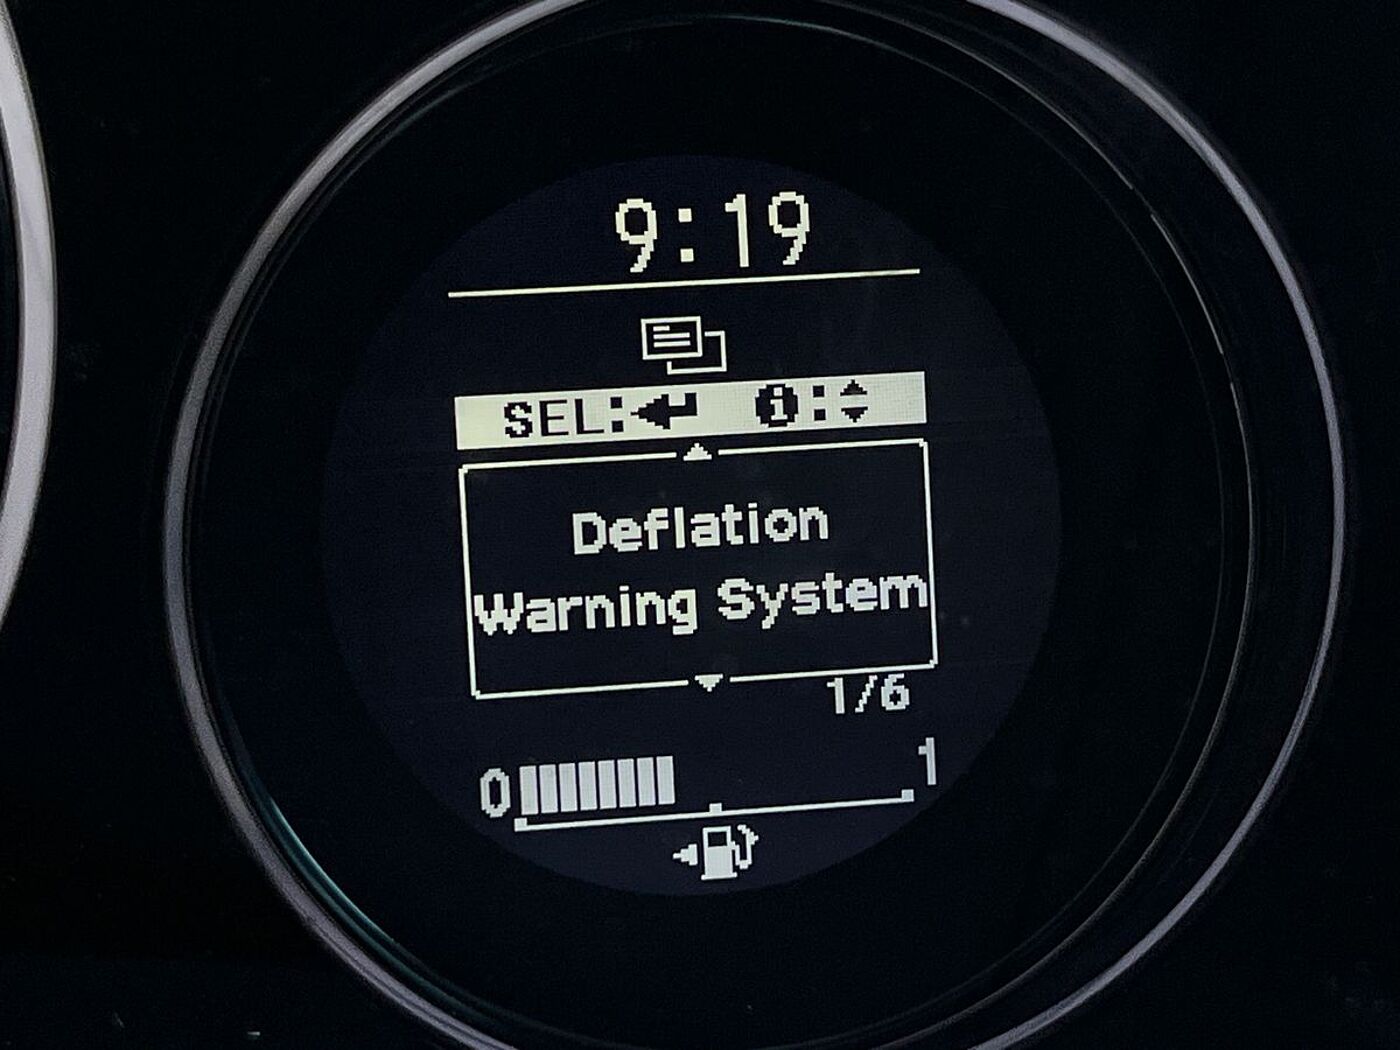 9:19
SEL: i:
Deflation
Warning System
1/6
0 1